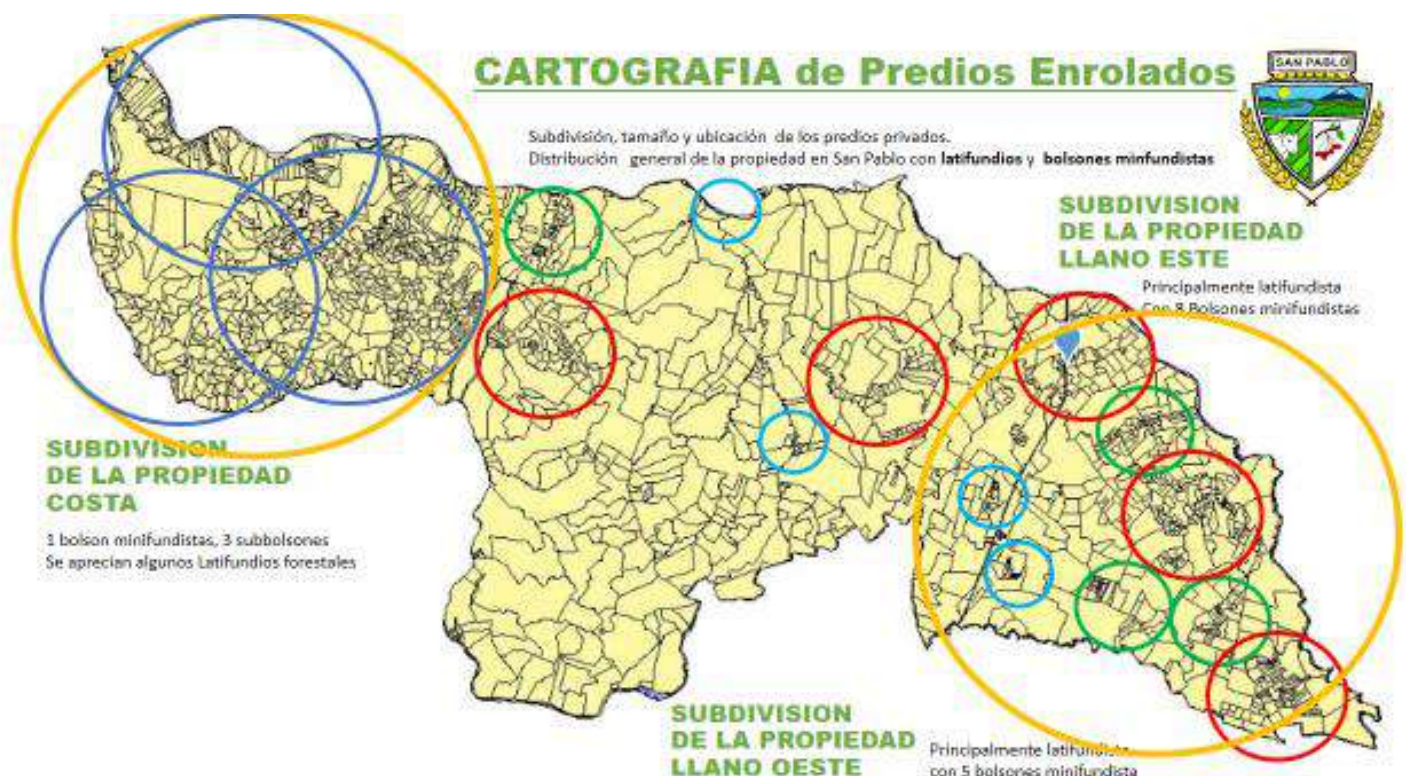 CARTOGRAFIA de Predios Enrolados
SAN PABLO
Subdivisión, tamaño y ubicación de los predios privados.
Distribución general de la propiedad en San Pablo con latifundios y bolsones minfundistas
SUBDIVISION
DE LA PROPIEDAD
LLANO ESTE
Principalmente latifundista
Con 8 Bolsones minifundistas
SUBDIVISION
DE LA PROPIEDAD
COSTA
1 bolson minifundistas, 3 subbolsones
Se aprecian algunos Latifundios forestales
SUBDIVISION
DE LA PROPIEDAD
LLANO OESTE
Principalmente latifundista
con 5 bolsones minifundista